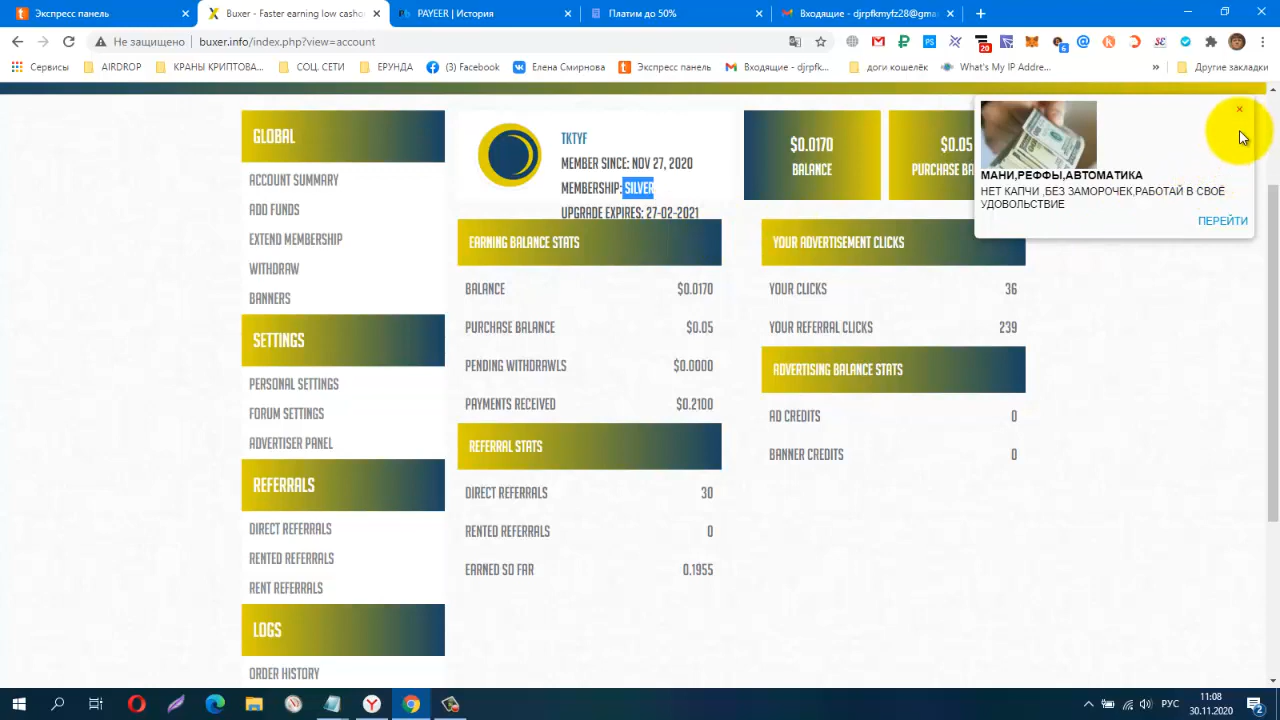 Экспресс панель
Buxer - Faster earning low casho
PAYEER | История
Платим до 50%
Входящие - djrpfkmyfz28@gma
Не защищено
buxer.info/index.php?view=account
20
6
Сервисы
AIRDROP
КРАНЫ КРИПТОВА...
СОЦ. СЕТИ
ЕРУНДА
(3) Facebook
Елена Смирнова
Экспресс панель
Входящие - djrpfk...
доги кошелёк
What's My IP Addre...
»
Другие закладки
GLOBAL
ACCOUNT SUMMARY
ADD FUNDS
EXTEND MEMBERSHIP
WITHDRAW
BANNERS
SETTINGS
PERSONAL SETTINGS
FORUM SETTINGS
ADVERTISER PANEL
REFERRALS
DIRECT REFERRALS
RENTED REFERRALS
RENT REFERRALS
LOGS
ORDER HISTORY
TKTYF
MEMBER SINCE: NOV 27, 2020
MEMBERSHIP: SILVER
UPGRADE EXPIRES: 27-02-2021
$0.0170
BALANCE
$0.05
PURCHASE BA
МАНИ,РЕФФЫ,АВТОМАТИКА
НЕТ КАПЧИ ,БЕЗ ЗАМОРОЧЕК,РАБОТАЙ В СВОЁ
УДОВОЛЬСТВИЕ
ПЕРЕЙТИ
EARNING BALANCE STATS
BALANCE $0.0170
PURCHASE BALANCE $0.05
PENDING WITHDRAWLS $0.0000
PAYMENTS RECEIVED $0.2100
REFERRAL STATS
DIRECT REFERRALS 30
RENTED REFERRALS 0
EARNED SO FAR 0.1955
YOUR ADVERTISEMENT CLICKS
YOUR CLICKS 36
YOUR REFERRAL CLICKS 239
ADVERTISING BALANCE STATS
AD CREDITS 0
BANNER CREDITS 0
РУС
11:08
30.11.2020
2